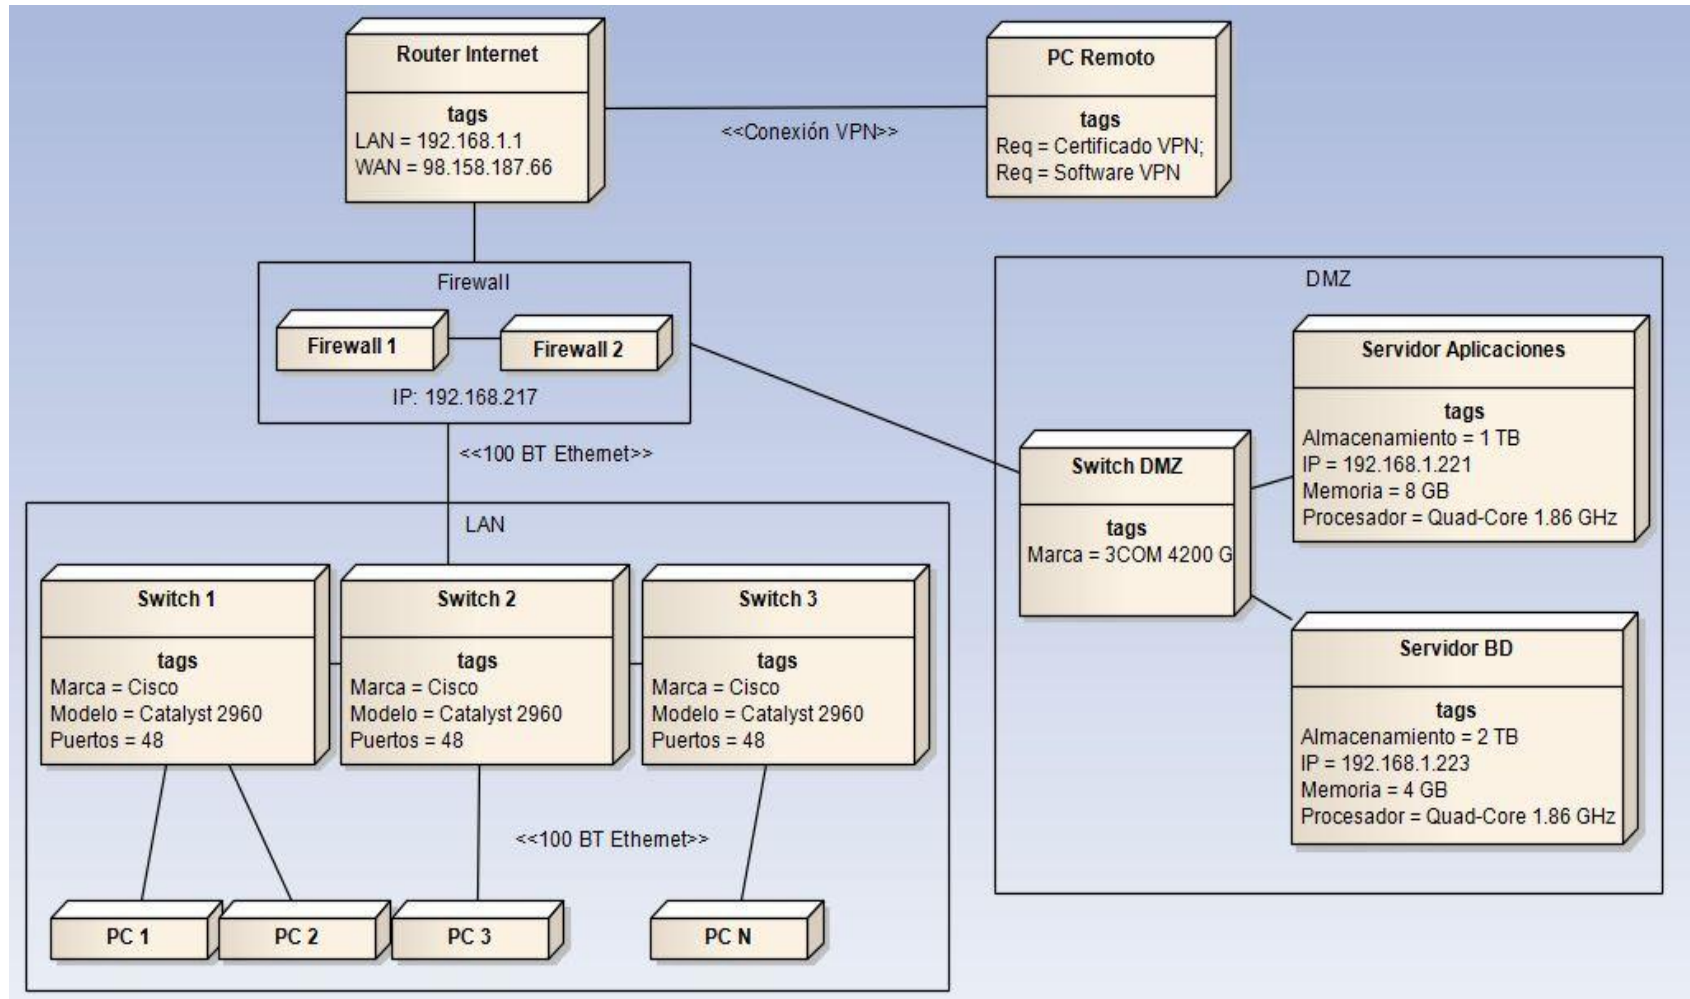 Router Internet
tags
LAN = 192.168.1.1
WAN = 98.158.187.66
<<Conexión VPN>>
PC Remoto
tags
Req = Certificado VPN;
Req = Software VPN
Firewall
Firewall 1
Firewall 2
IP: 192.168.217
<<100 BT Ethernet>>
DMZ
Switch DMZ
tags
Marca = 3COM 4200 G
Servidor Aplicaciones
tags
Almacenamiento = 1 TB
IP = 192.168.1.221
Memoria = 8 GB
Procesador = Quad-Core 1.86 GHz
Servidor BD
tags
Almacenamiento = 2 TB
IP = 192.168.1.223
Memoria = 4 GB
Procesador = Quad-Core 1.86 GHz
LAN
Switch 1
tags
Marca = Cisco
Modelo = Catalyst 2960
Puertos = 48
Switch 2
tags
Marca = Cisco
Modelo = Catalyst 2960
Puertos = 48
Switch 3
tags
Marca = Cisco
Modelo = Catalyst 2960
Puertos = 48
<<100 BT Ethernet>>
PC 1
PC 2
PC 3
PC N